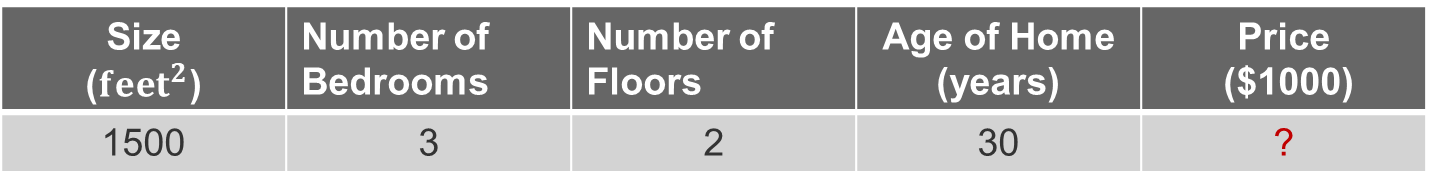 Size
(feet²)
Number of
Bedrooms
Number of
Floors
Age of Home
(years)
Price
($1000)
1500
3
2
30
?